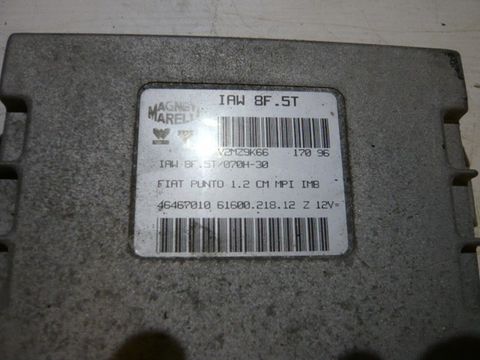 IAW 8F.5T
MAGNETI
MARELLI
V2MZ9K66 170 96
IAW 8F.5T/070H-30
FIAT PUNTO 1.2 CM MPI IMB
46467010 61600.218.12 Z 12V=